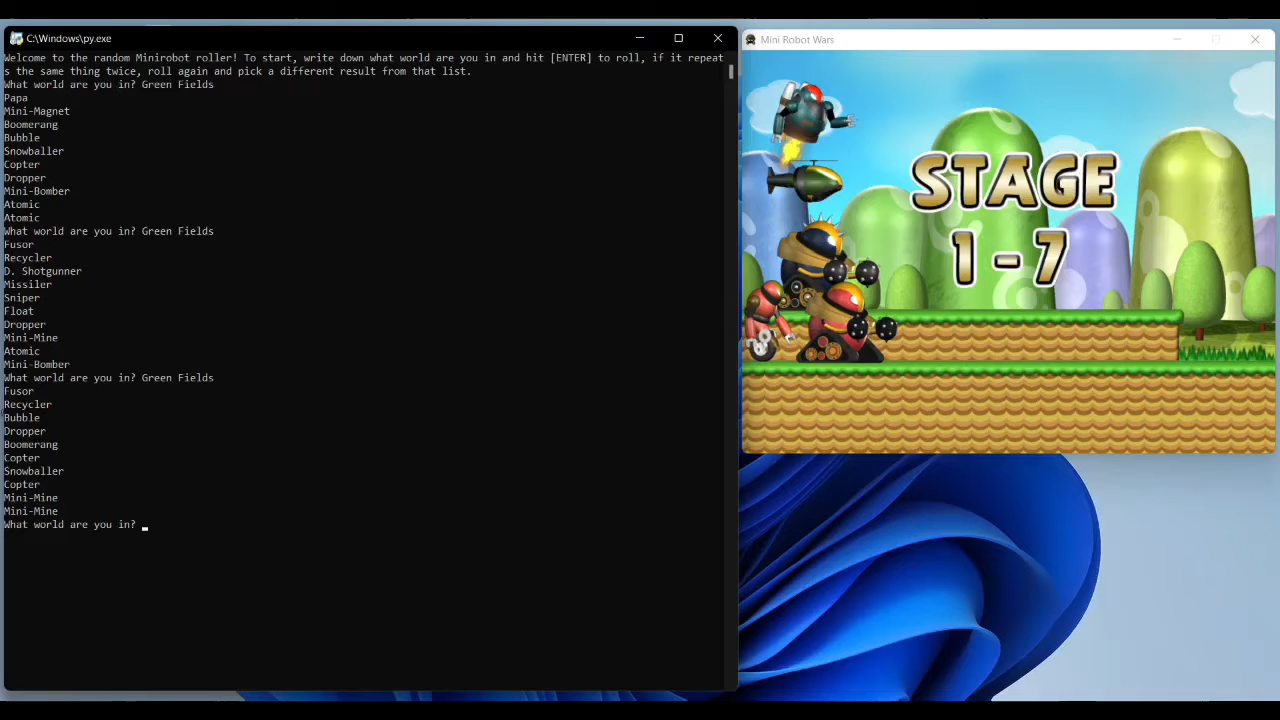 C:\Windows\py.exe
Welcome to the random Minirobot roller! To start, write down what world are you in and hit [ENTER] to roll, if it repeat
s the same thing twice, roll again and pick a different result from that list.
What world are you in? Green Fields
Papa
Mini-Magnet
Boomerang
Bubble
Snowballer
Copter
Dropper
Mini-Bomber
Atomic
Atomic
What world are you in? Green Fields
Fusor
Recycler
D. Shotgunner
Missiler
Sniper
Float
Dropper
Mini-Mine
Atomic
Mini-Bomber
What world are you in? Green Fields
Fusor
Recycler
Bubble
Dropper
Boomerang
Copter
Snowballer
Copter
Mini-Mine
Mini-Mine
What world are you in?
Mini Robot Wars
STAGE
1-7